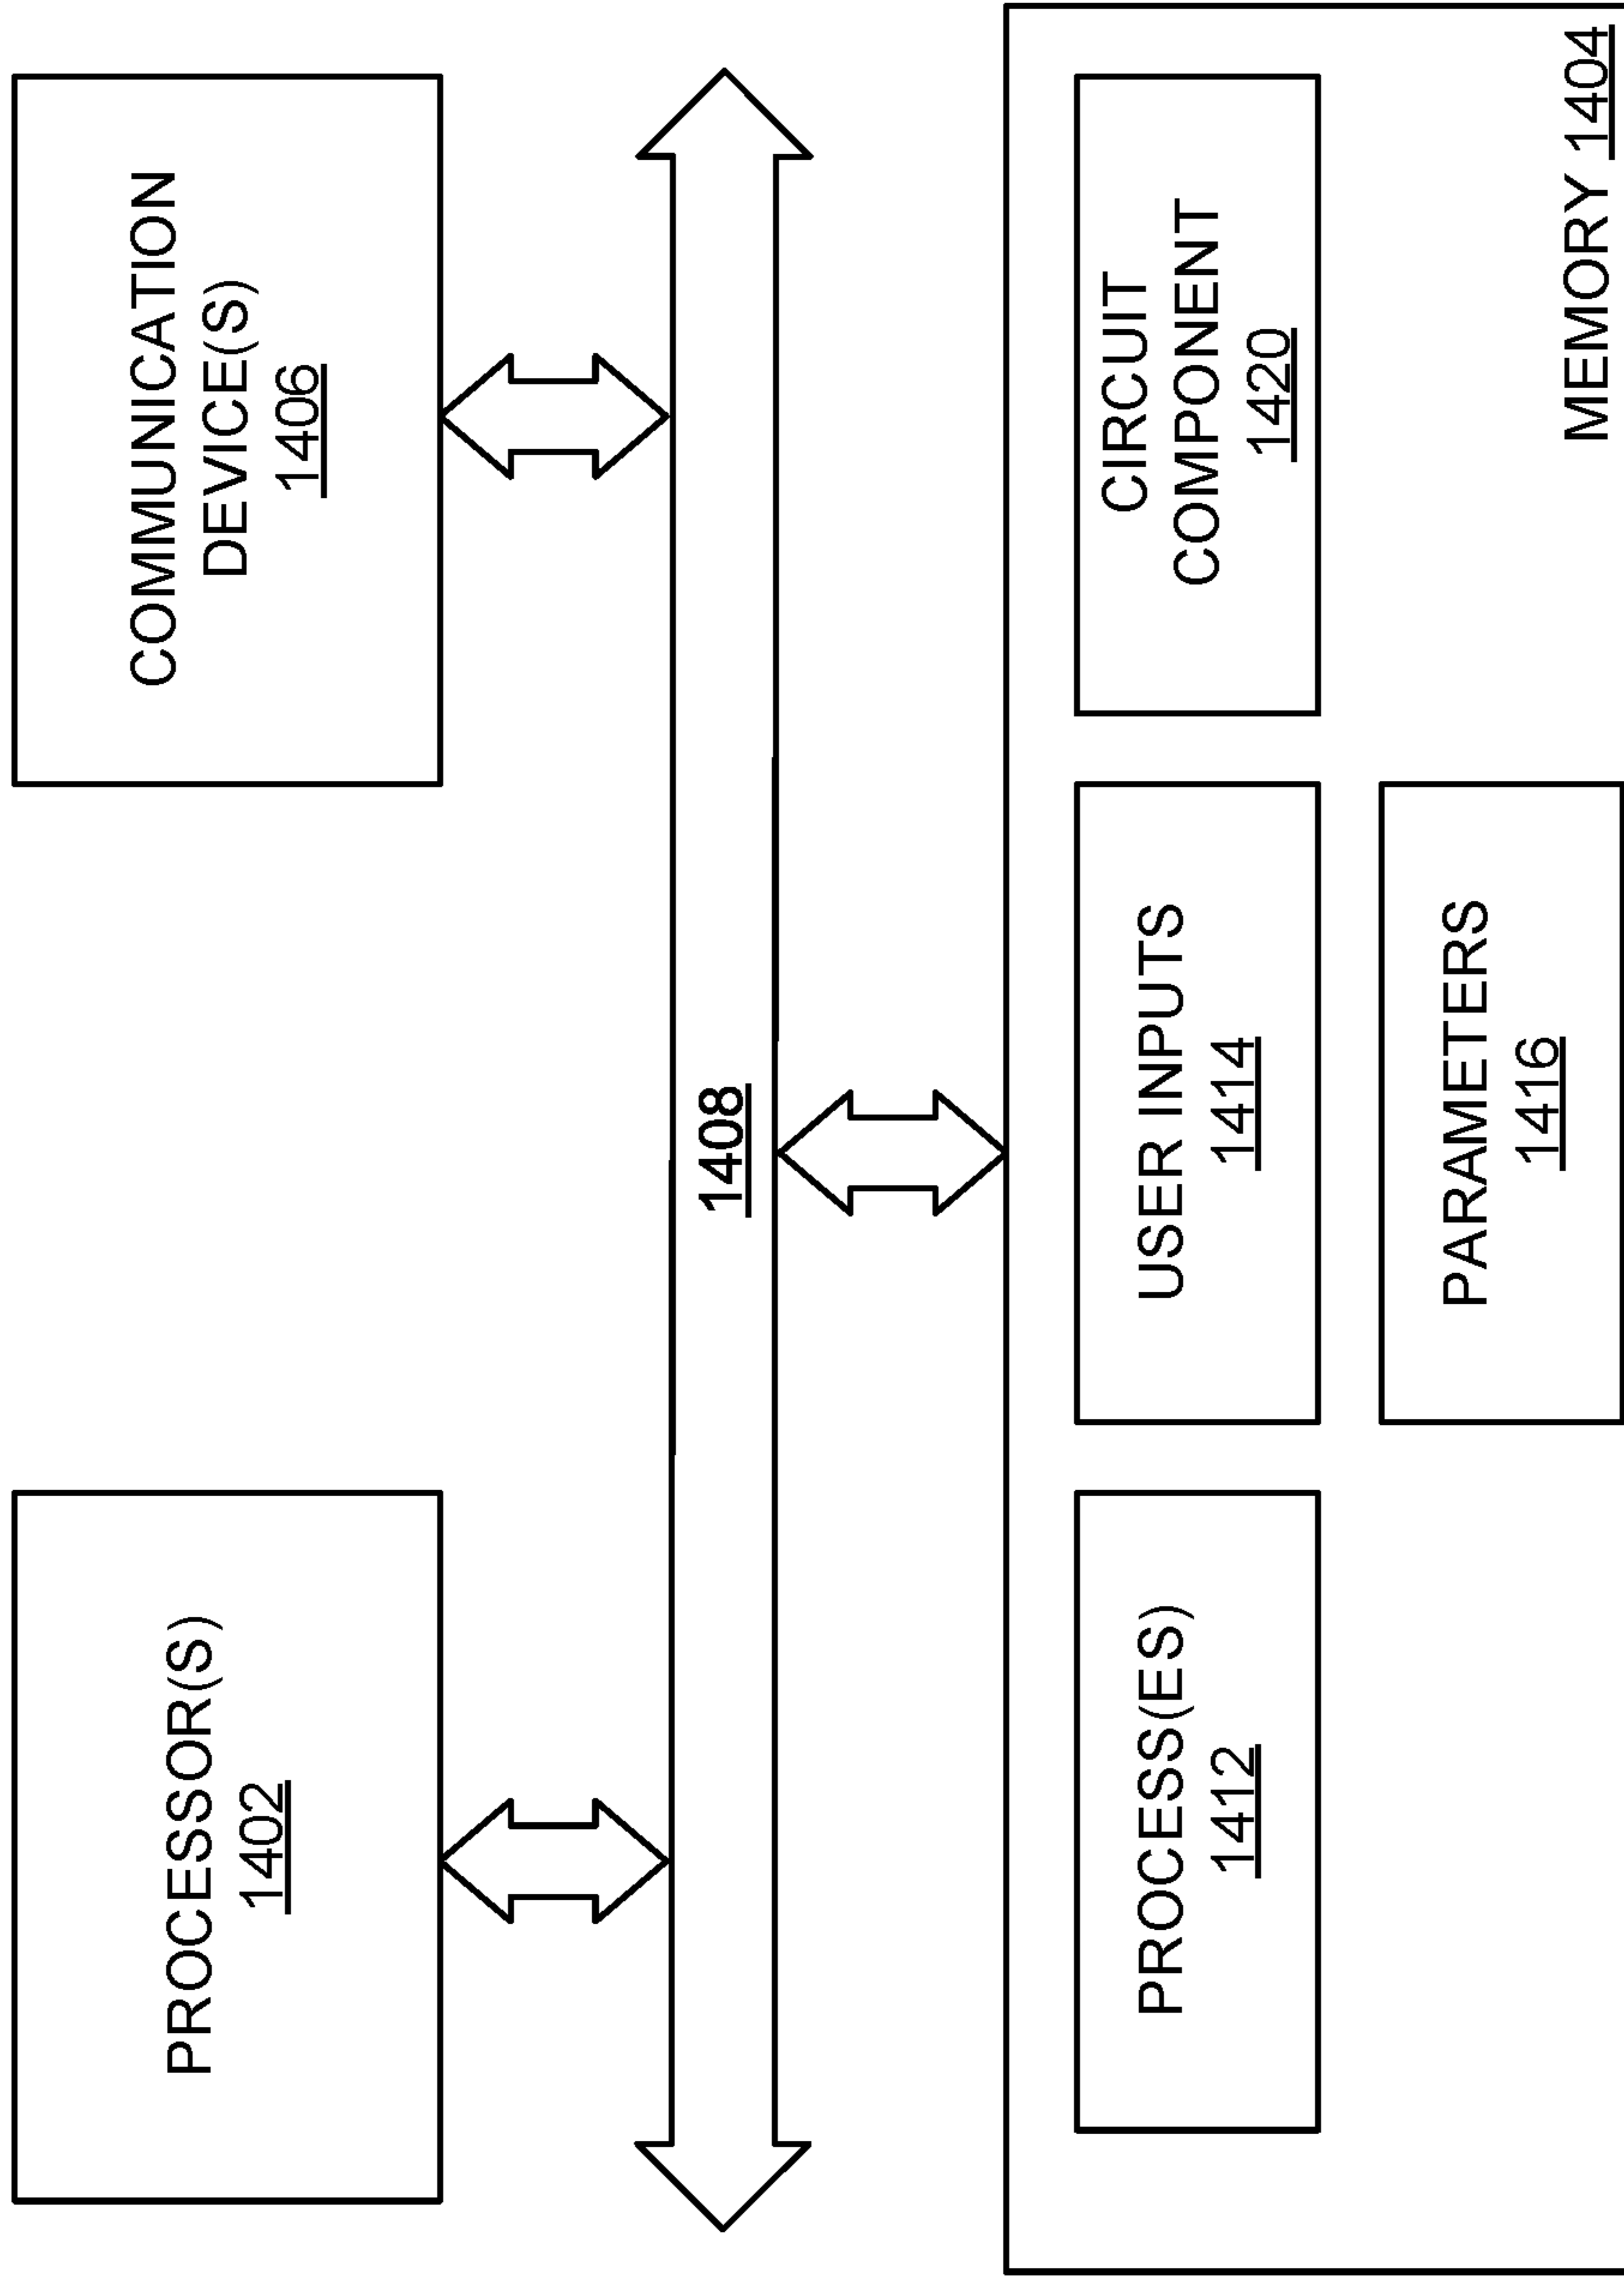 PROCESSOR(S)
1402
COMMUNICATION
DEVICE(S)
1406
1408
PROCESS(ES)
1412
USER INPUTS
1414
CIRCUIT
COMPONENT
1420
PARAMETERS
1416
MEMORY 1404